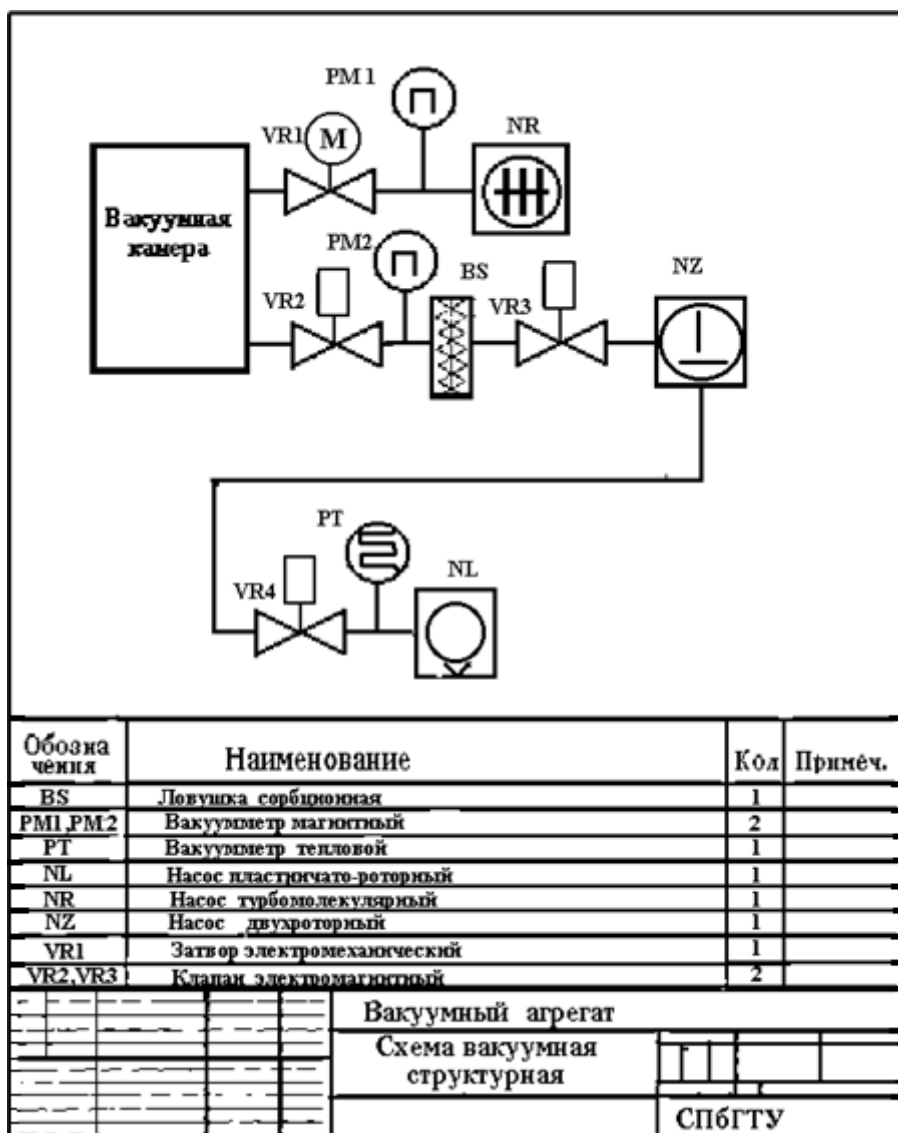 PM 1
NR
VR1
M
Вакуумная
камера
PM2
BS
NZ
VR2
VR3
PT
NL
VR4
Обозна
чения
Наименование
Кол
Примеч.
BS Ловушка сорбционная 1
PM1,PM2 Вакуумметр магнитный 2
PT Вакуумметр тепловой 1
NL Насос пластинчато-роторный 1
NR Насос турбомолекулярный 1
NZ Насос двухроторный 1
VR1 Затвор электромеханический 1
VR2,VR3 Клапан электромагнитный 2
Вакуумный агрегат
Схема вакуумная
структурная
СПбГТУ